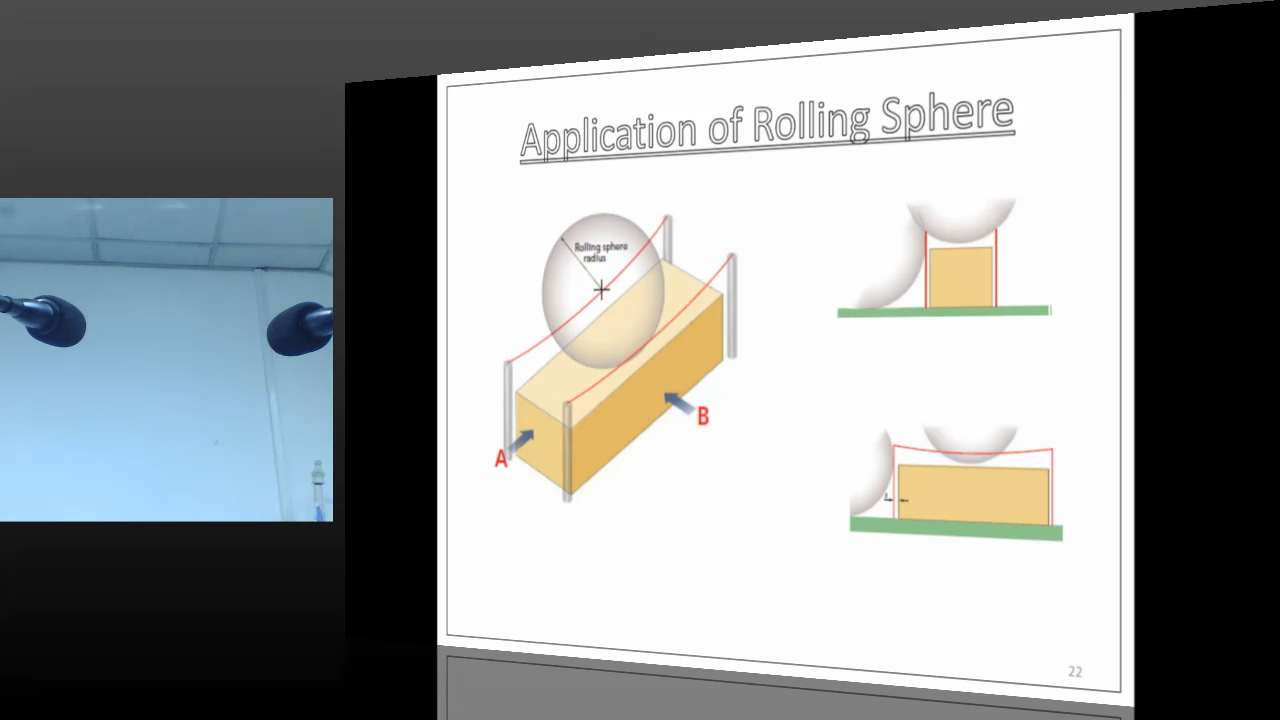 Application of Rolling Sphere
Rolling sphere
radius
A
B
22